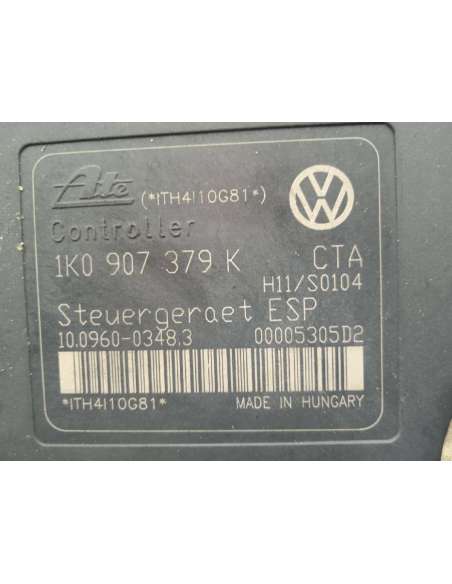 Ate (*ITH4I10G81*)
Controller
1K0 907 379 K CTA
H11/S0104
Steuergeraet ESP
10.0960-0348.3 00005305D2
*ITH4I10G81* MADE IN HUNGARY